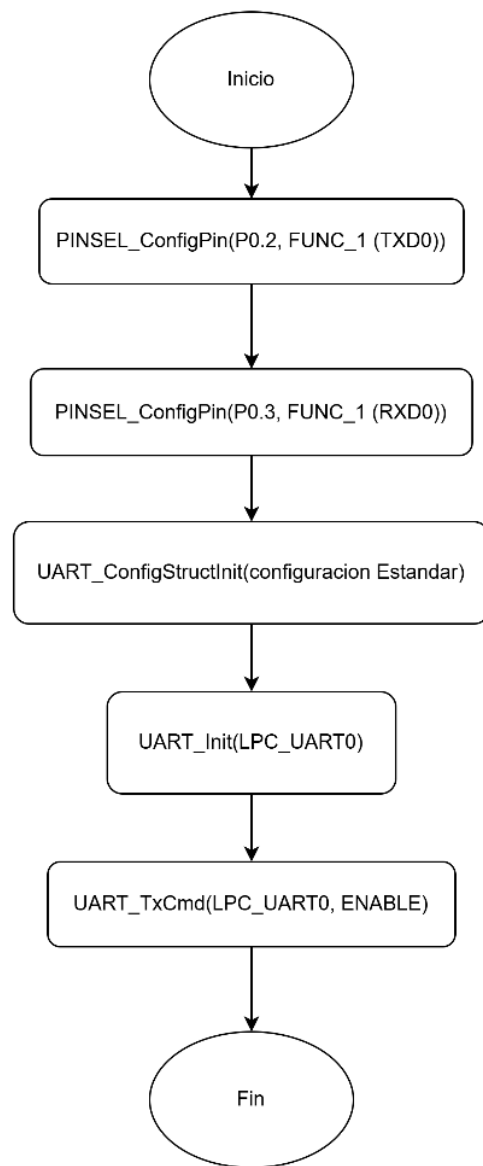 Inicio
PINSEL_ConfigPin(P0.2, FUNC_1 (TXD0))
PINSEL_ConfigPin(P0.3, FUNC_1 (RXD0))
UART_ConfigStructInit(configuracion Estandar)
UART_Init(LPC_UART0)
UART_TxCmd(LPC_UART0, ENABLE)
Fin